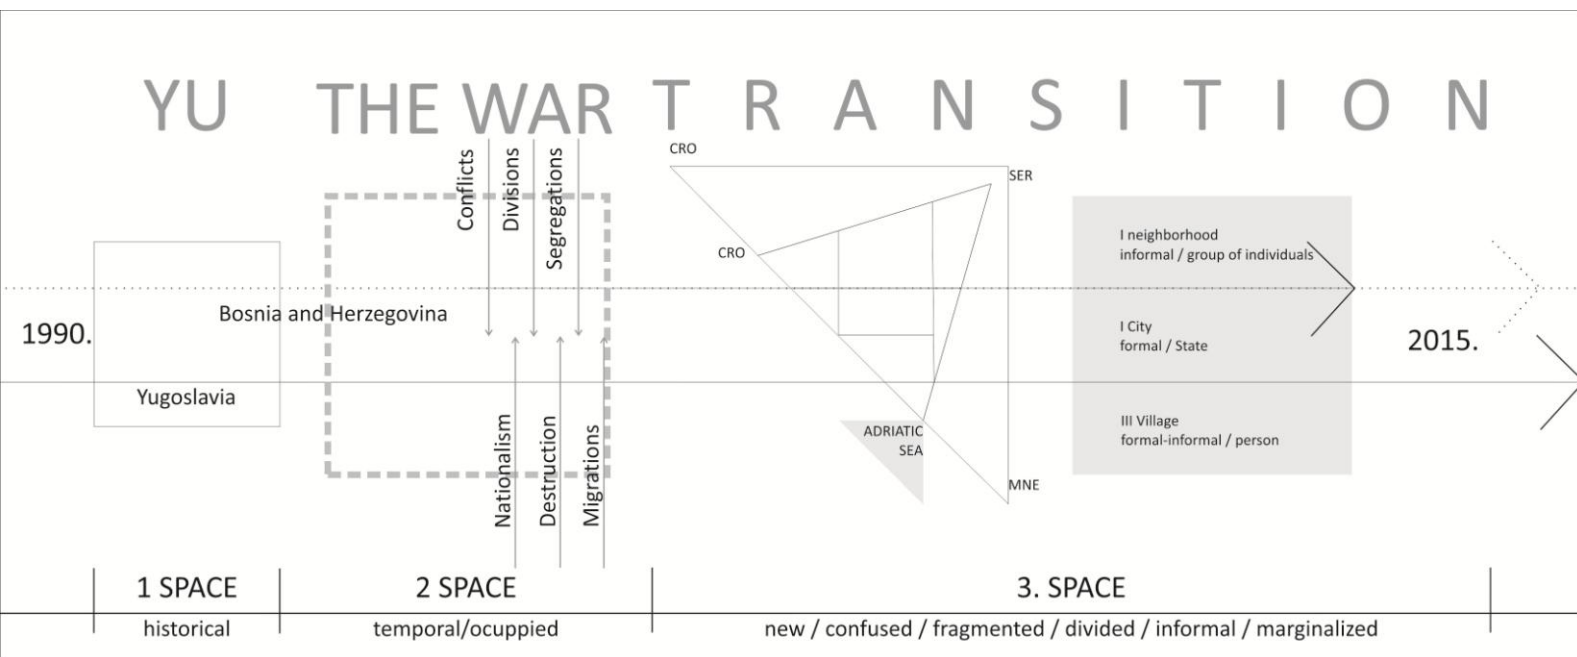 YU THE WAR TRANSITION
Conflicts
Divisions
Segregations
CRO
SER
CRO
I neighborhood
informal / group of individuals
Bosnia and Herzegovina
1990.
I City
formal / State
2015.
Yugoslavia
Nationalism
Destruction
Migrations
ADRIATIC
SEA
III Village
formal-informal / person
MNE
1 SPACE
2 SPACE
3. SPACE
historical
temporal/ocuppied
new / confused / fragmented / divided / informal / marginalized